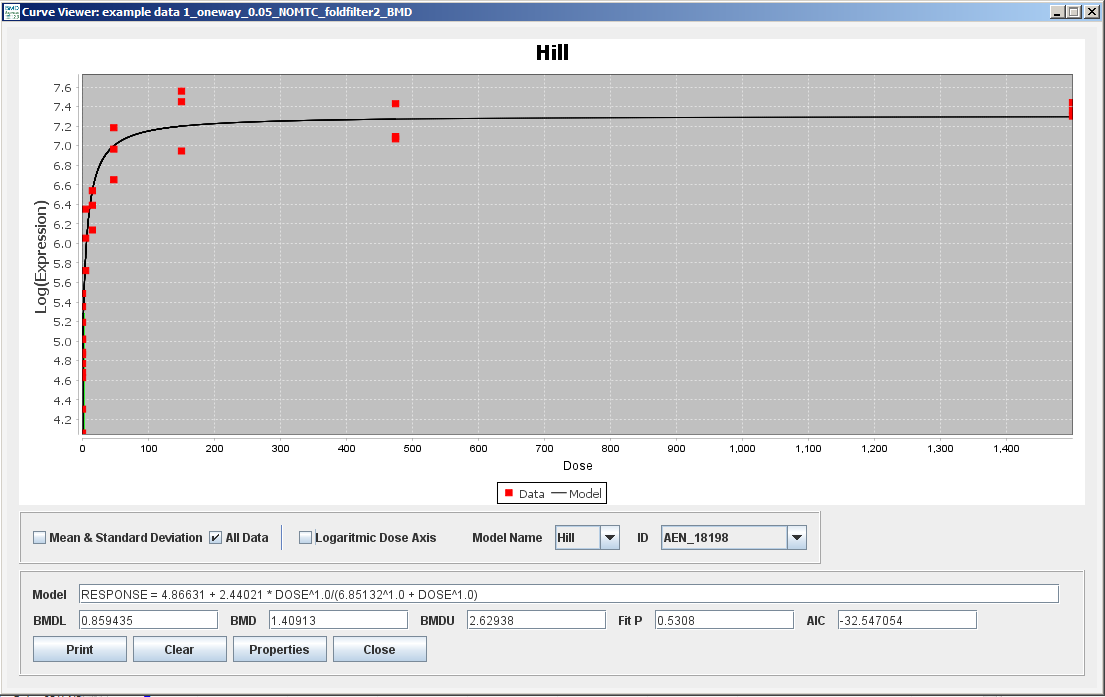 Curve Viewer: example data 1_oneway_0.05_NOMTC_foldfilter2_BMD
Hill
7.6
7.4
7.2
7.0
6.8
6.6
6.4
6.2
6.0
5.8
5.6
5.4
5.2
5.0
4.8
4.6
4.4
4.2
Log(Expression)
0 100 200 300 400 500 600 700 800 900 1,000 1,100 1,200 1,300 1,400
Dose
Data Model
Mean & Standard Deviation All Data Logaritmic Dose Axis Model Name Hill ID AEN_18198
Model RESPONSE = 4.86631 + 2.44021 * DOSE^1.0/(6.85132^1.0 + DOSE^1.0)
BMDL 0.859435 BMD 1.40913 BMDU 2.62938 Fit P 0.5308 AIC -32.547054
Print Clear Properties Close